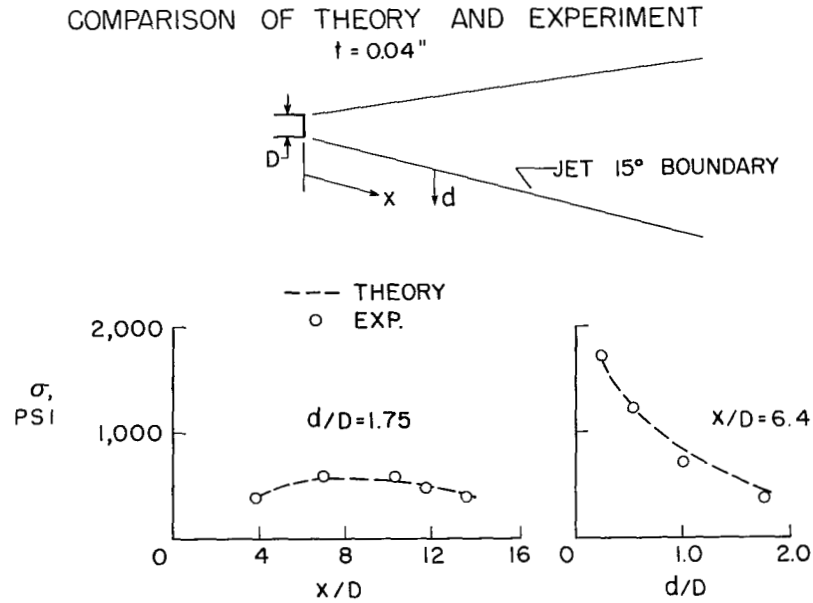 COMPARISON OF THEORY AND EXPERIMENT
t = 0.04"
D
x
d
JET 15° BOUNDARY
--- THEORY
○ EXP.
2,000
1,000
σ,
PSI
d/D=1.75
X/D=6.4
0 4 8 12 16
x/D
0 1.0 2.0
d/D